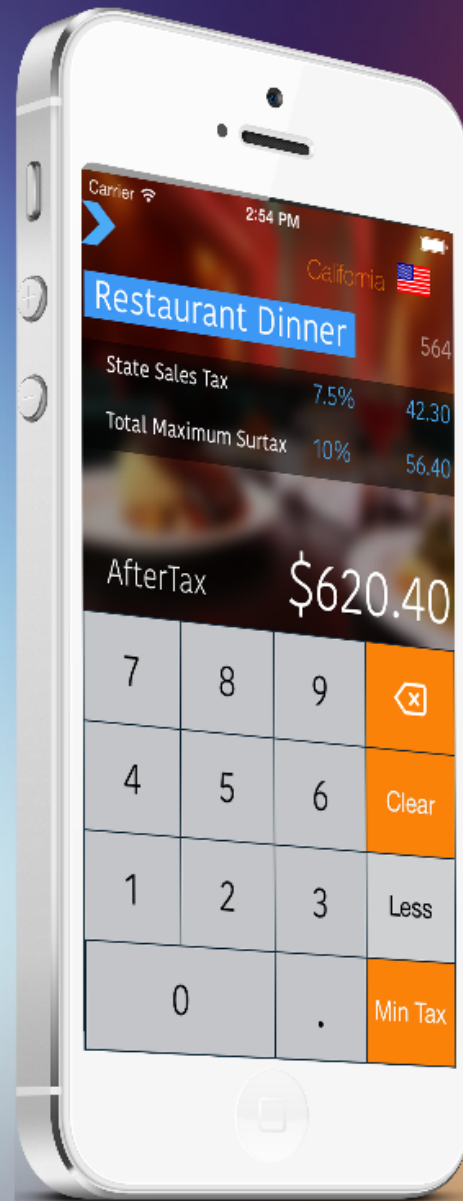 Carrier 2:54 PM
California
Restaurant Dinner 564
State Sales Tax 7.5% 42.30
Total Maximum Surtax 10% 56.40
AfterTax $620.40
7 8 9
4 5 6 Clear
1 2 3 Less
0 . Min Tax